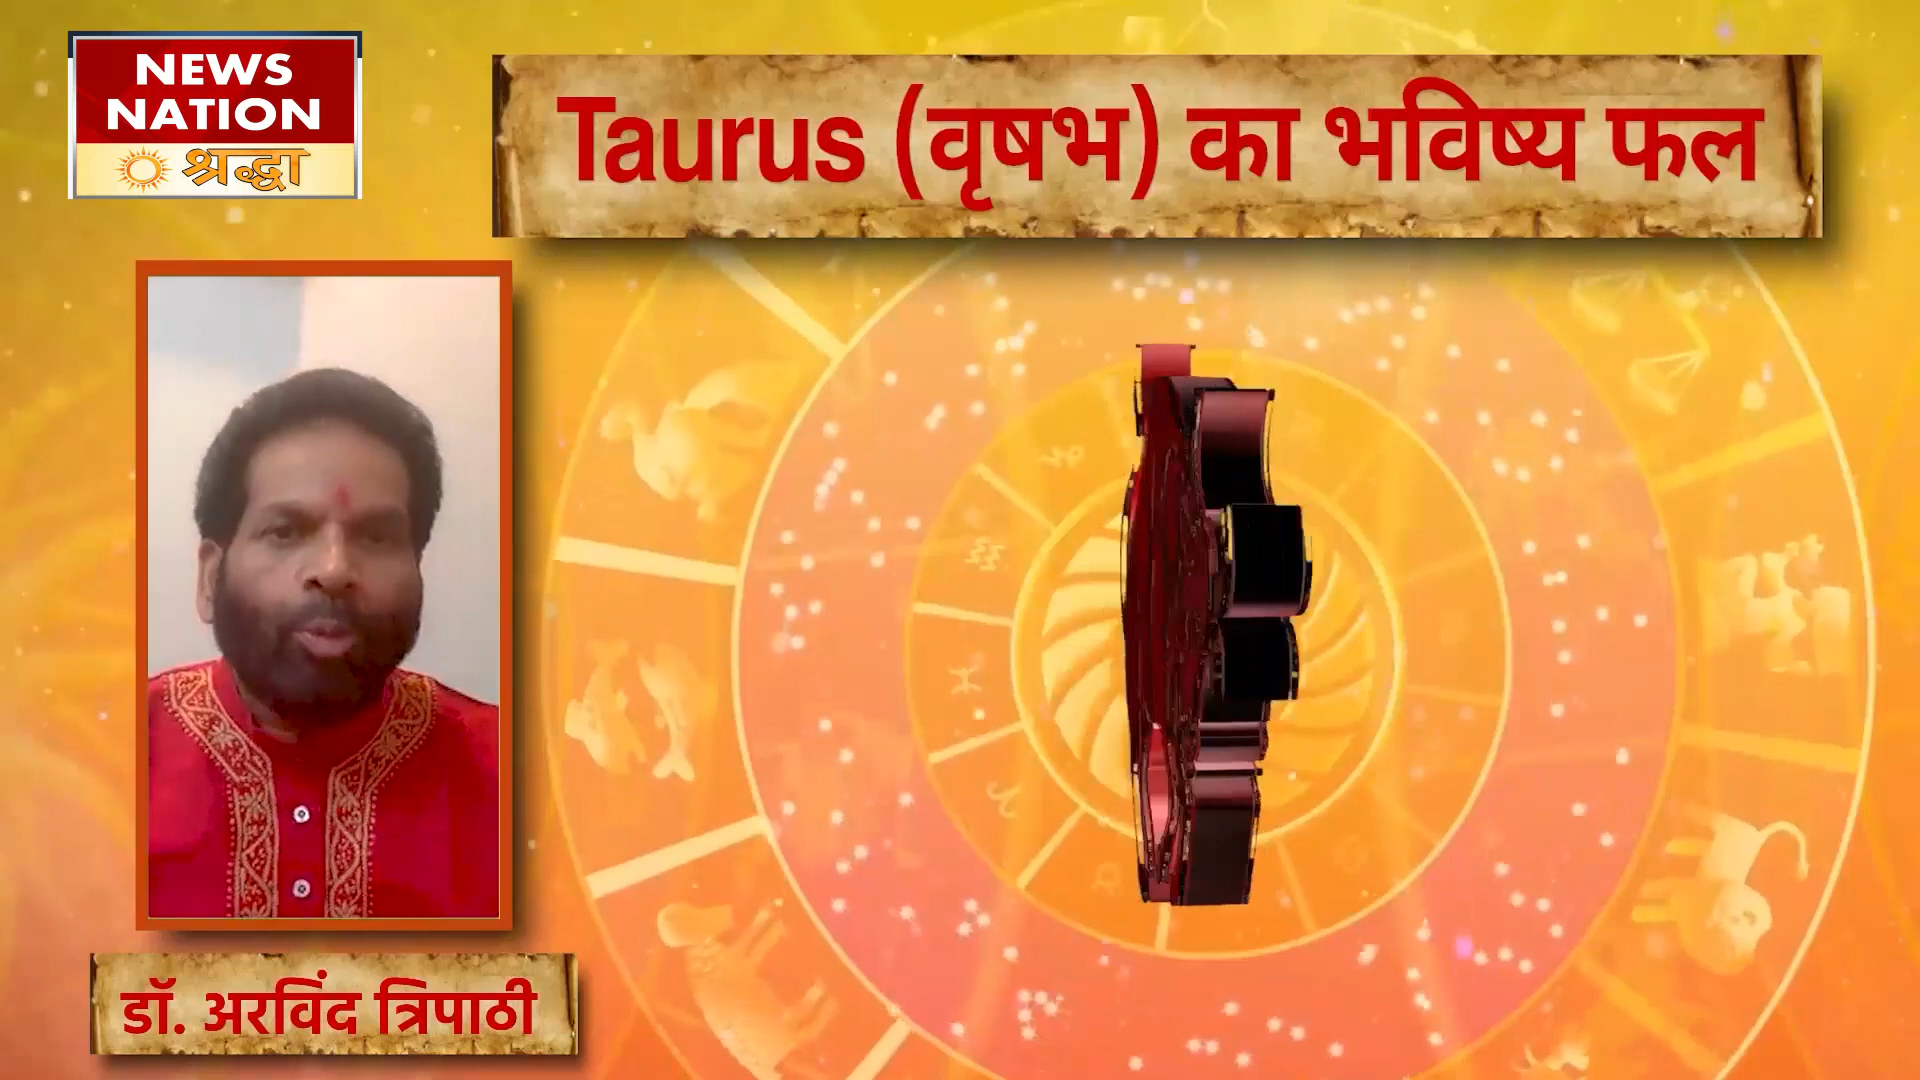 NEWS
NATION
श्रद्धा
Taurus (वृषभ) का भविष्य फल
डॉ. अरविंद त्रिपाठी